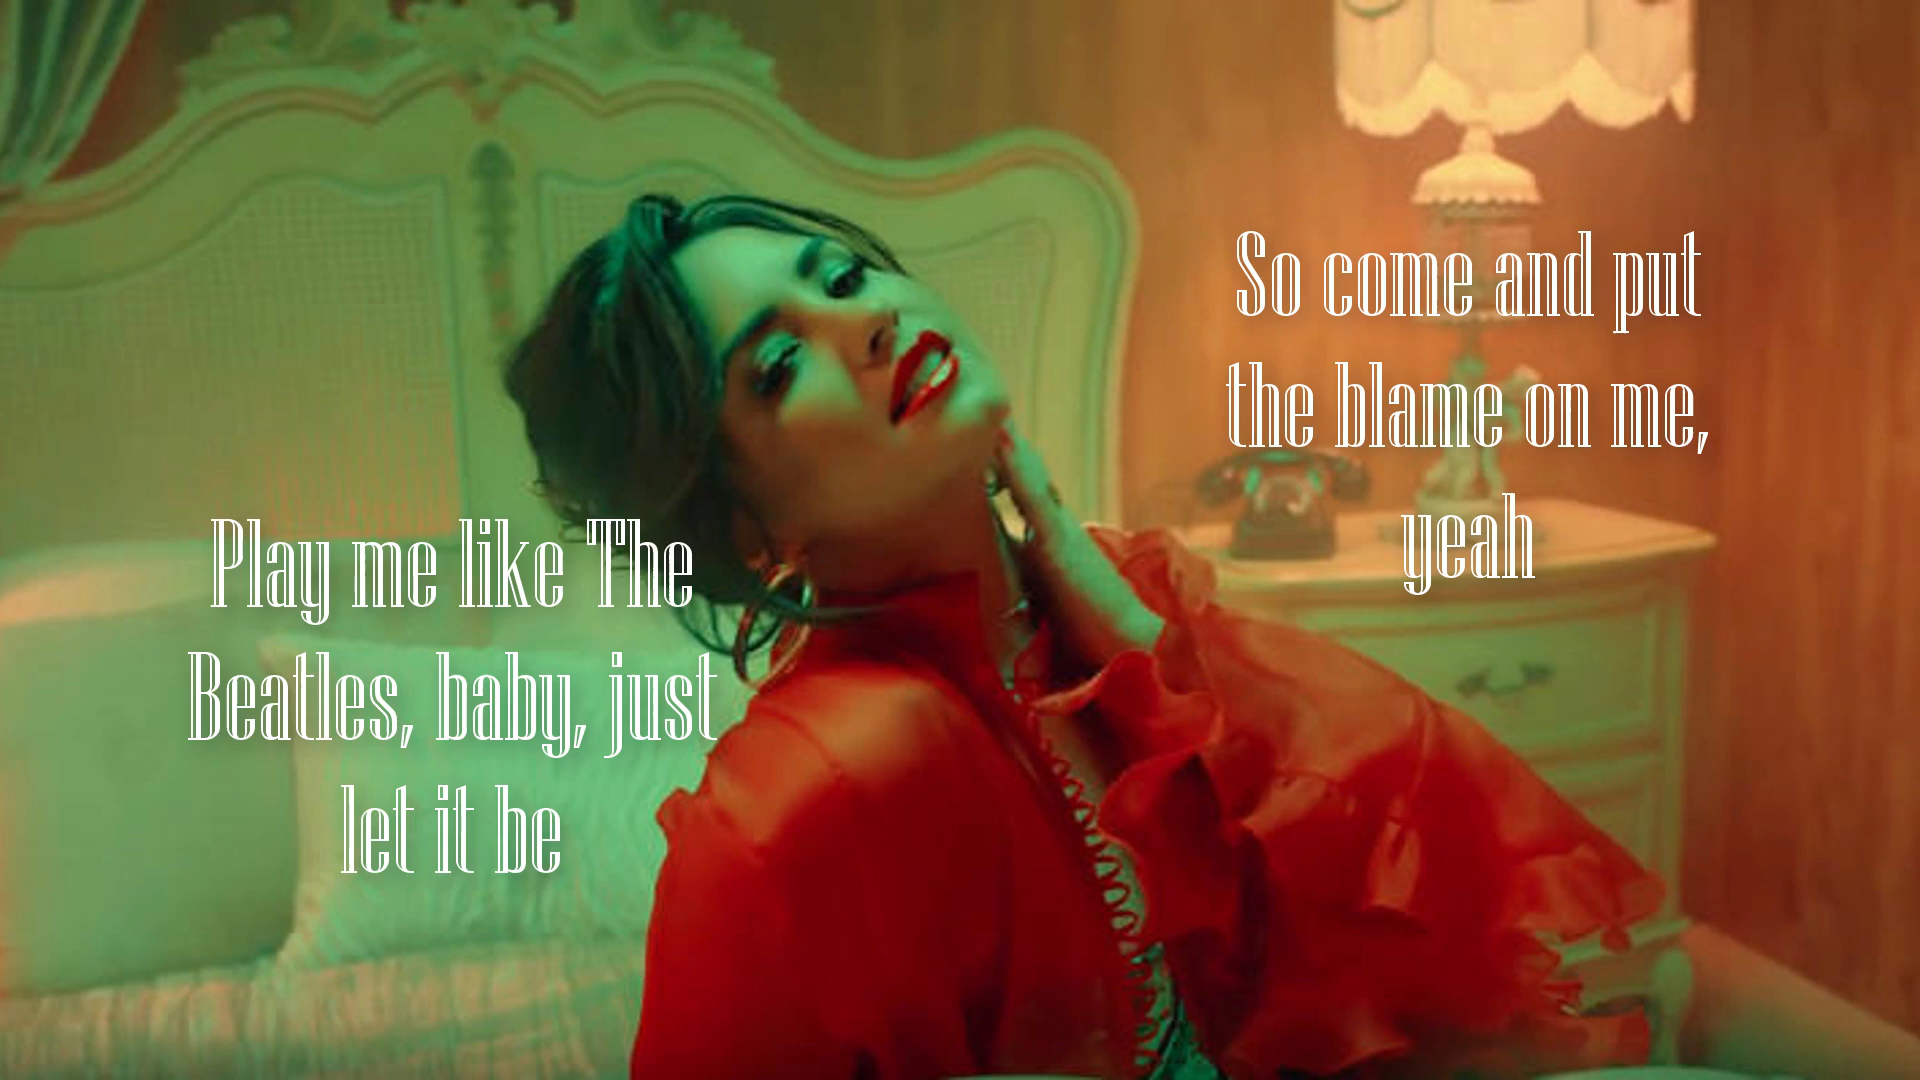 Play me like The
Beatles, baby, just
let it be
So come and put
the blame on me,
yeah